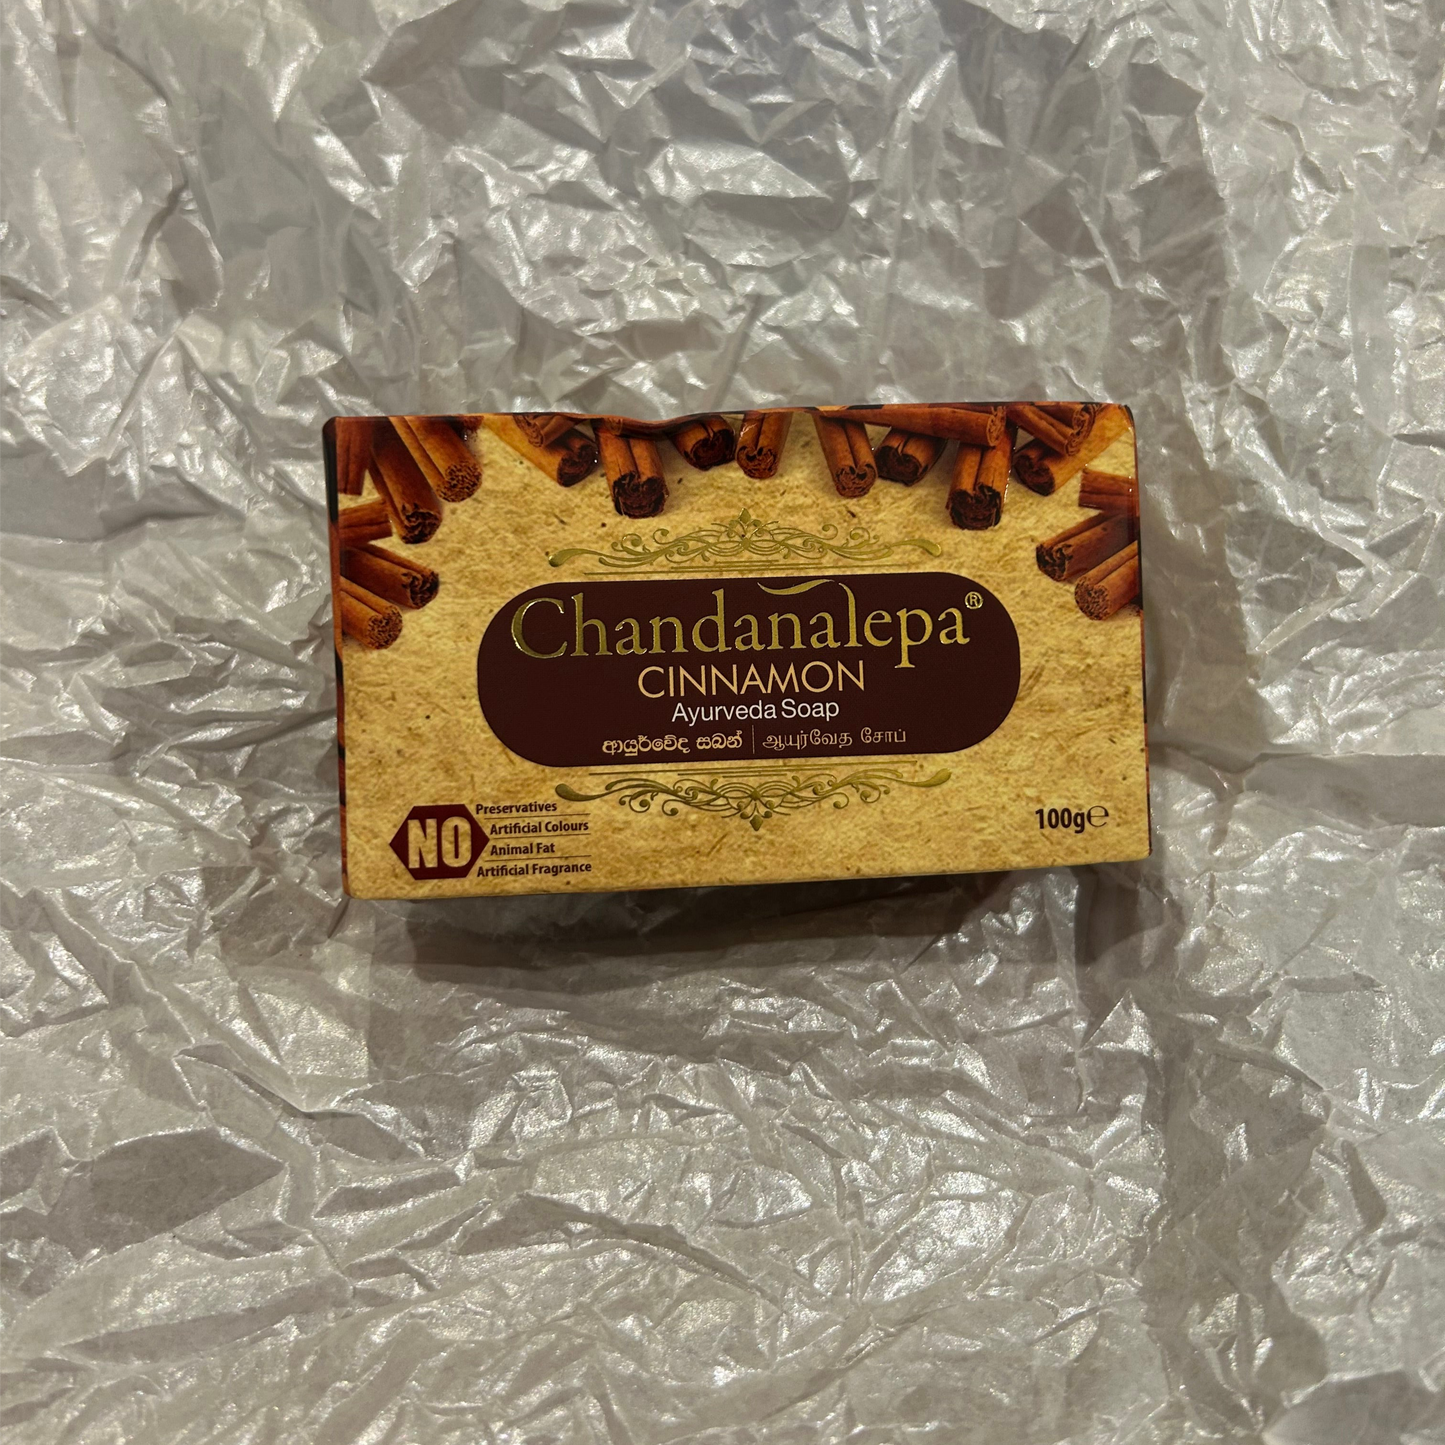 Chandanalepa®
CINNAMON
Ayurveda Soap
ආයුර්වේද සබන් | ஆயுர்வேத சோப்
NO
Preservatives
Artificial Colours
Animal Fat
Artificial Fragrance
100g℮